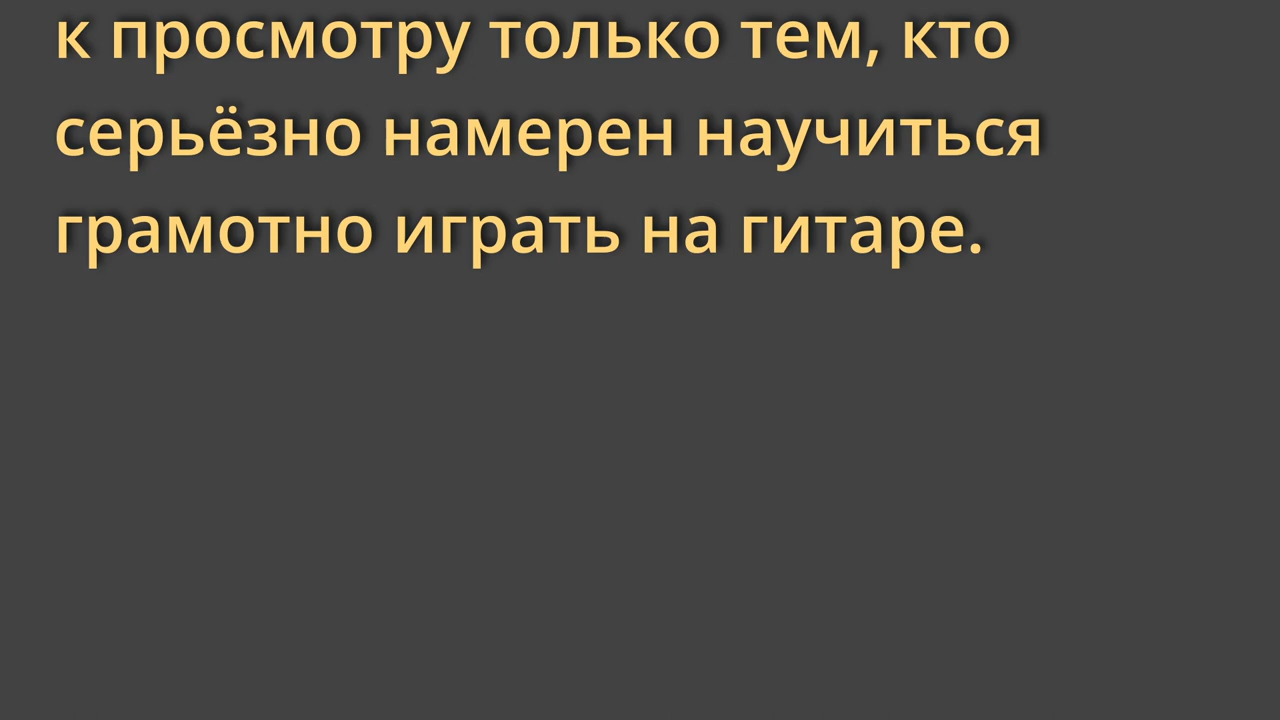 к просмотру только тем, кто
серьёзно намерен научиться
грамотно играть на гитаре.